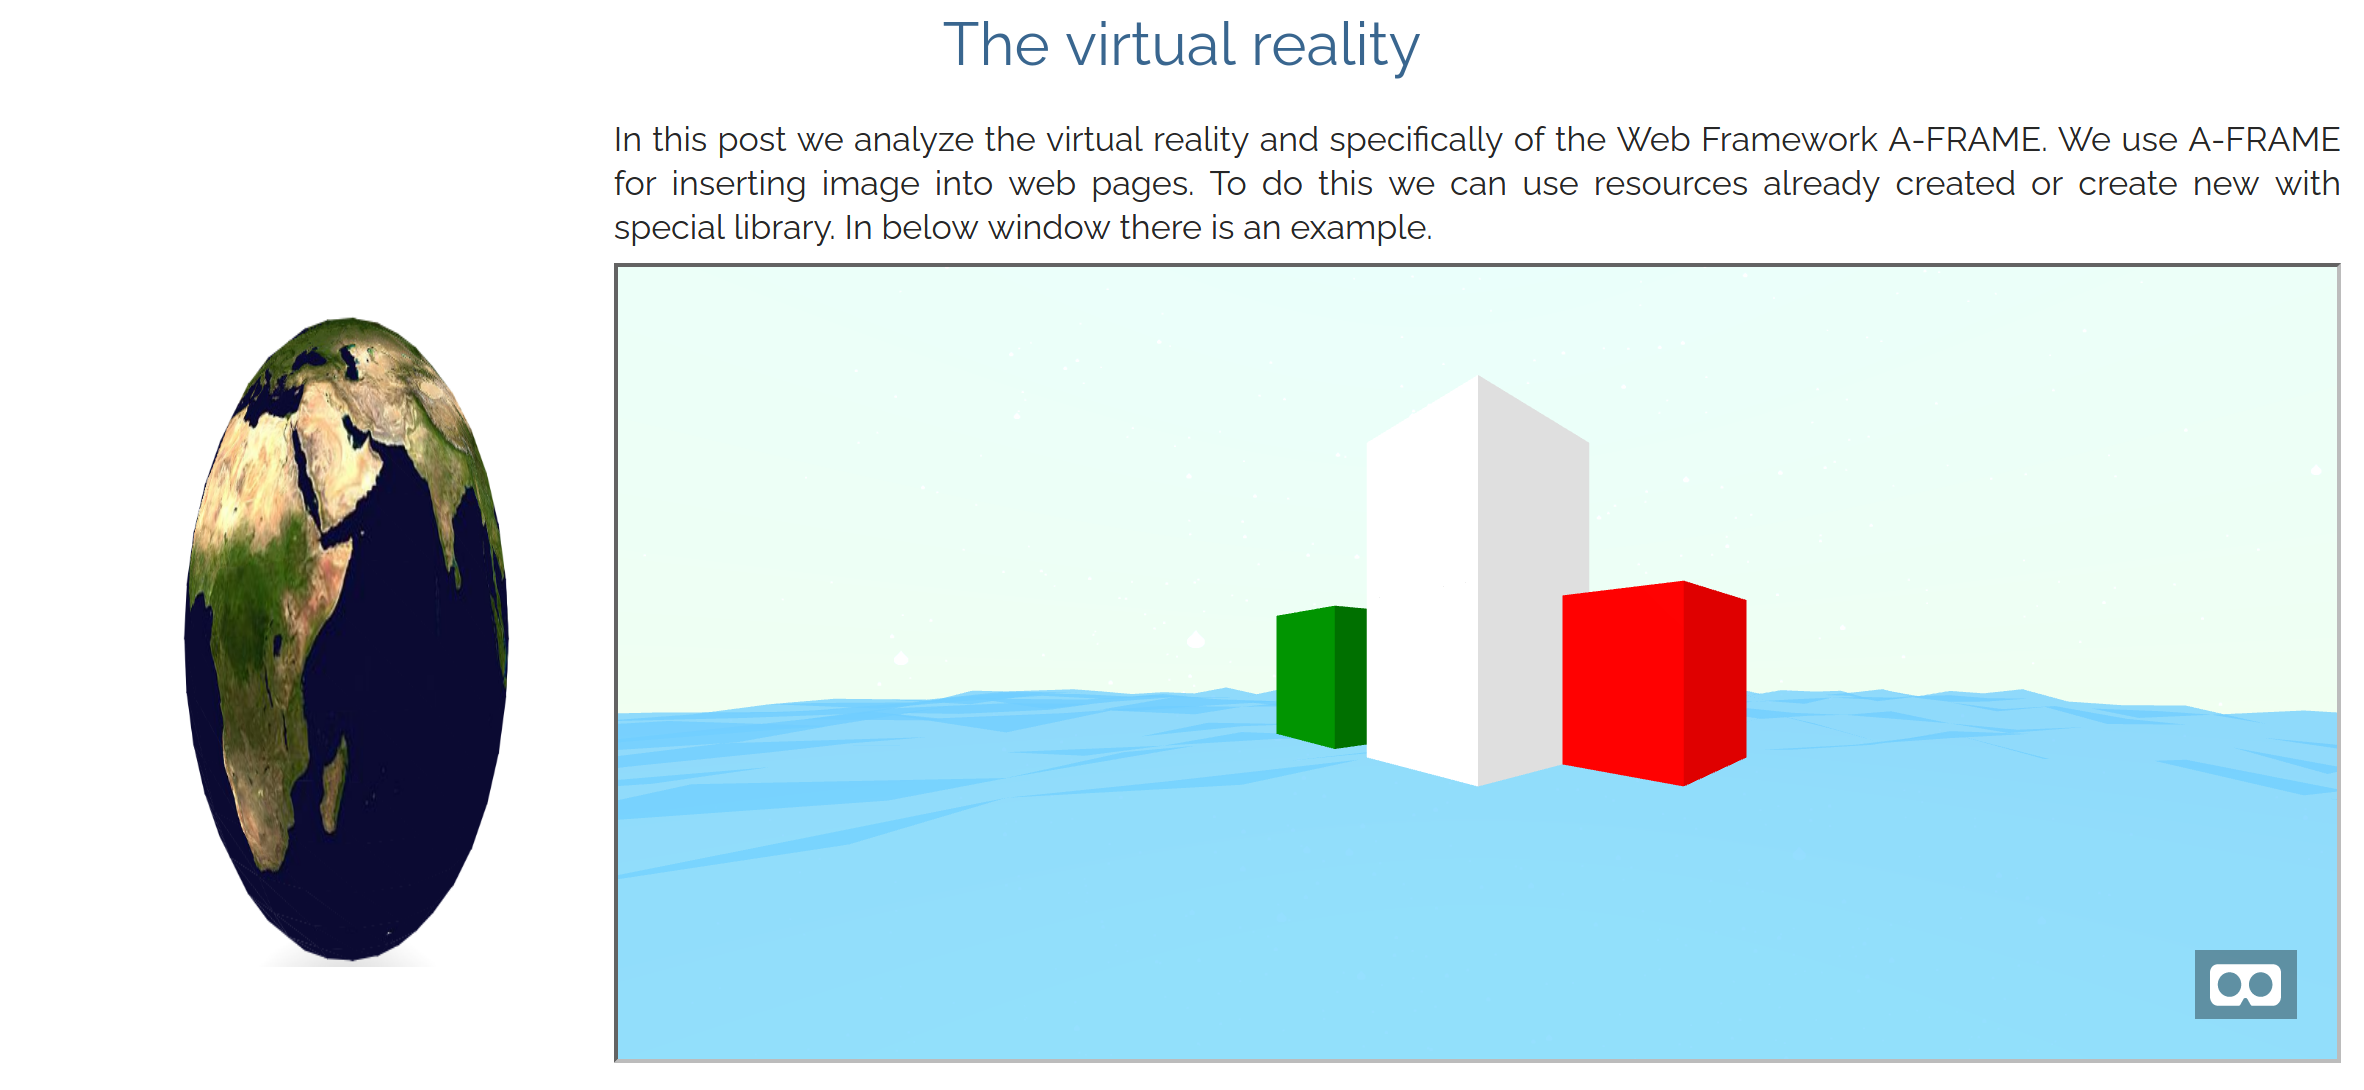 The virtual reality
In this post we analyze the virtual reality and specifically of the Web Framework A-FRAME. We use A-FRAME
for inserting image into web pages. To do this we can use resources already created or create new with
special library. In below window there is an example.